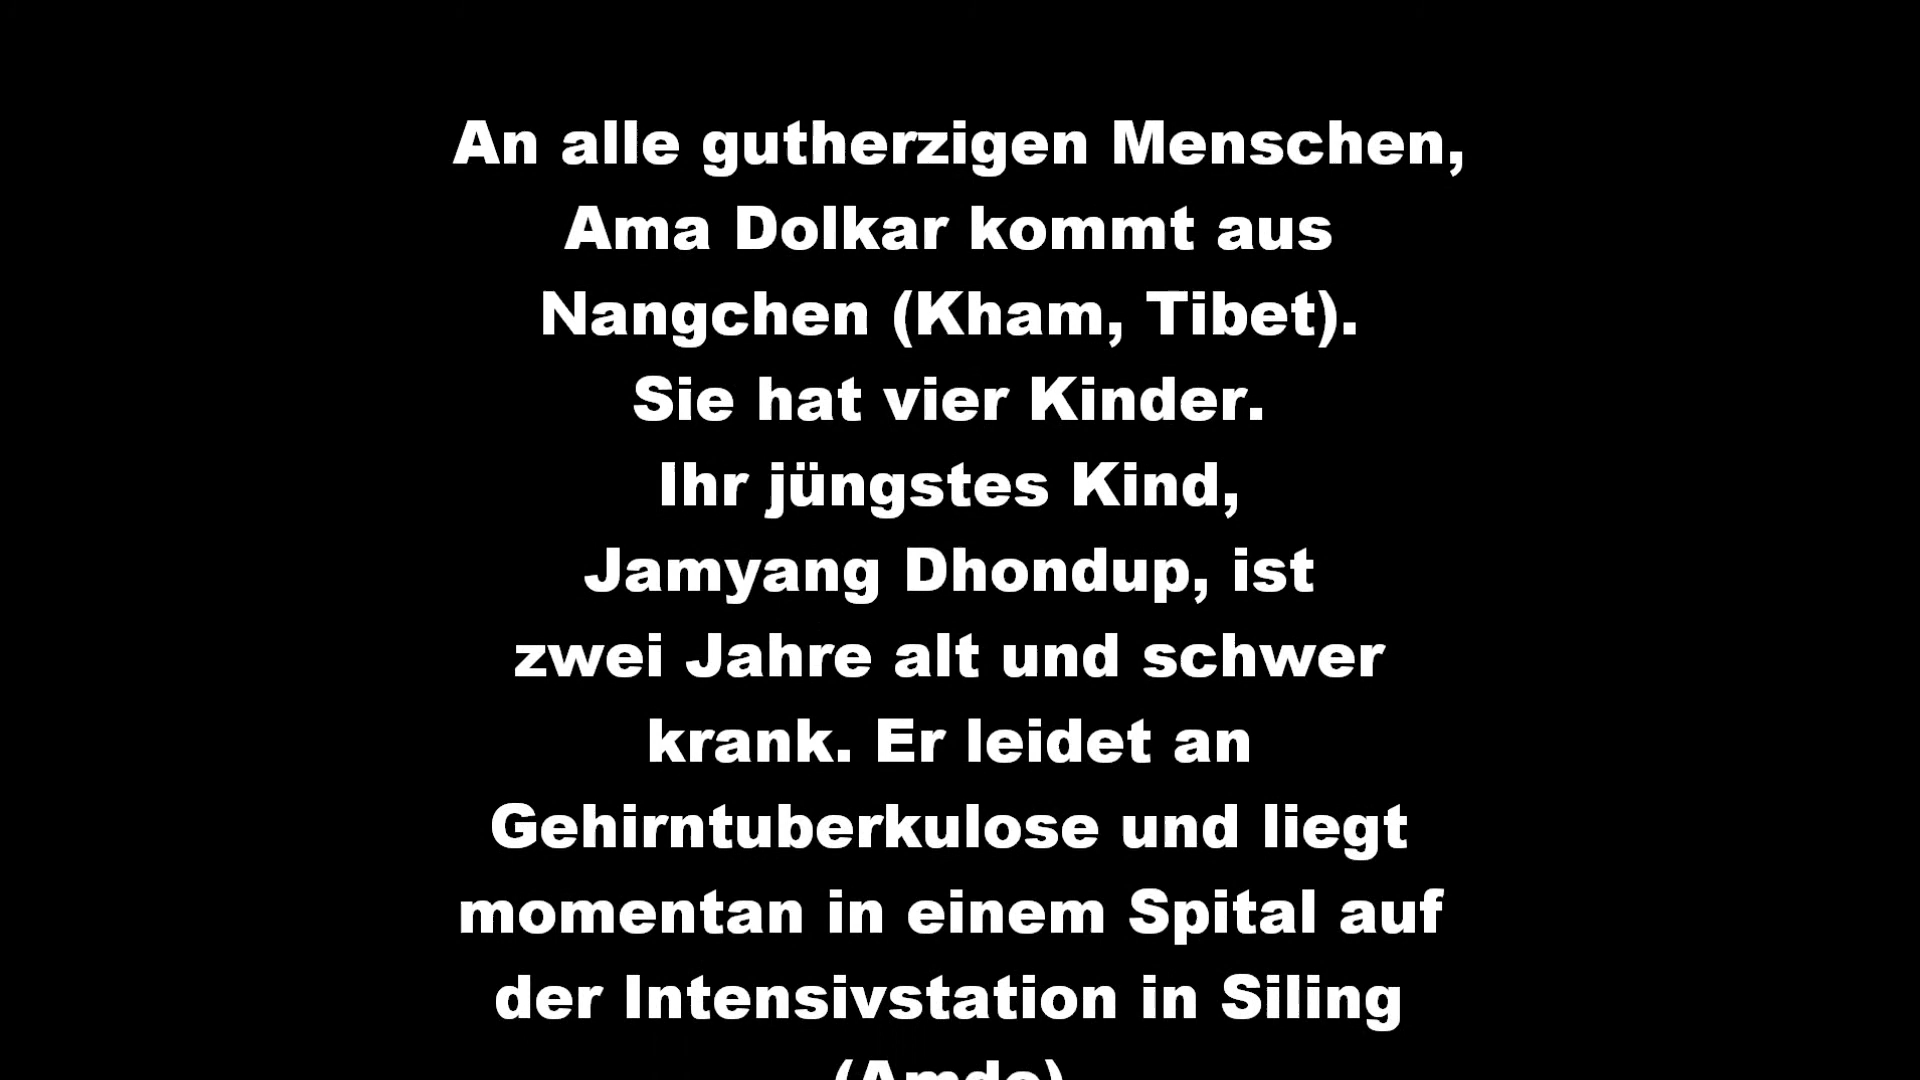 An alle gutherzigen Menschen,
Ama Dolkar kommt aus
Nangchen (Kham, Tibet).
Sie hat vier Kinder.
Ihr jüngstes Kind,
Jamyang Dhondup, ist
zwei Jahre alt und schwer
krank. Er leidet an
Gehirntuberkulose und liegt
momentan in einem Spital auf
der Intensivstation in Siling
(Amdo)